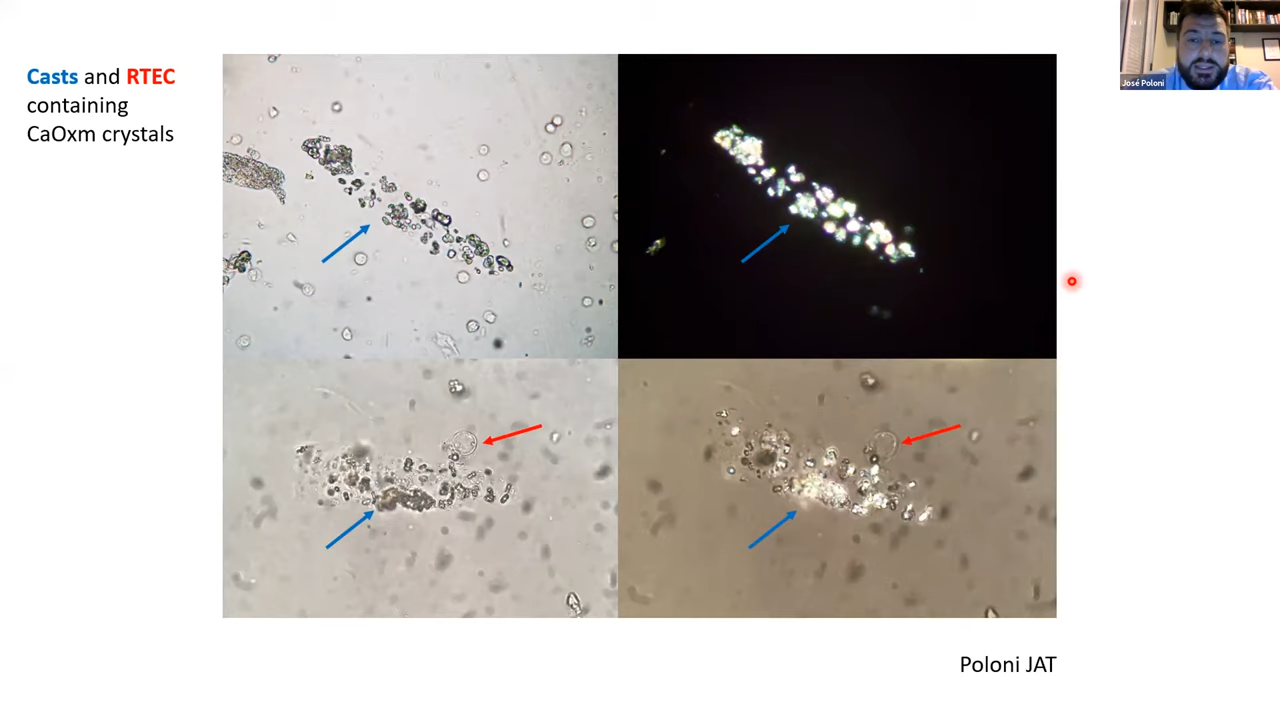 Casts and RTEC
containing
CaOxm crystals
José Poloni
Poloni JAT